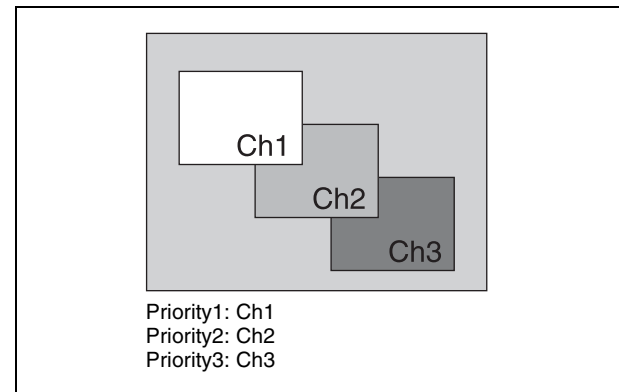 Ch1
Ch2
Ch3
Priority1: Ch1
Priority2: Ch2
Priority3: Ch3